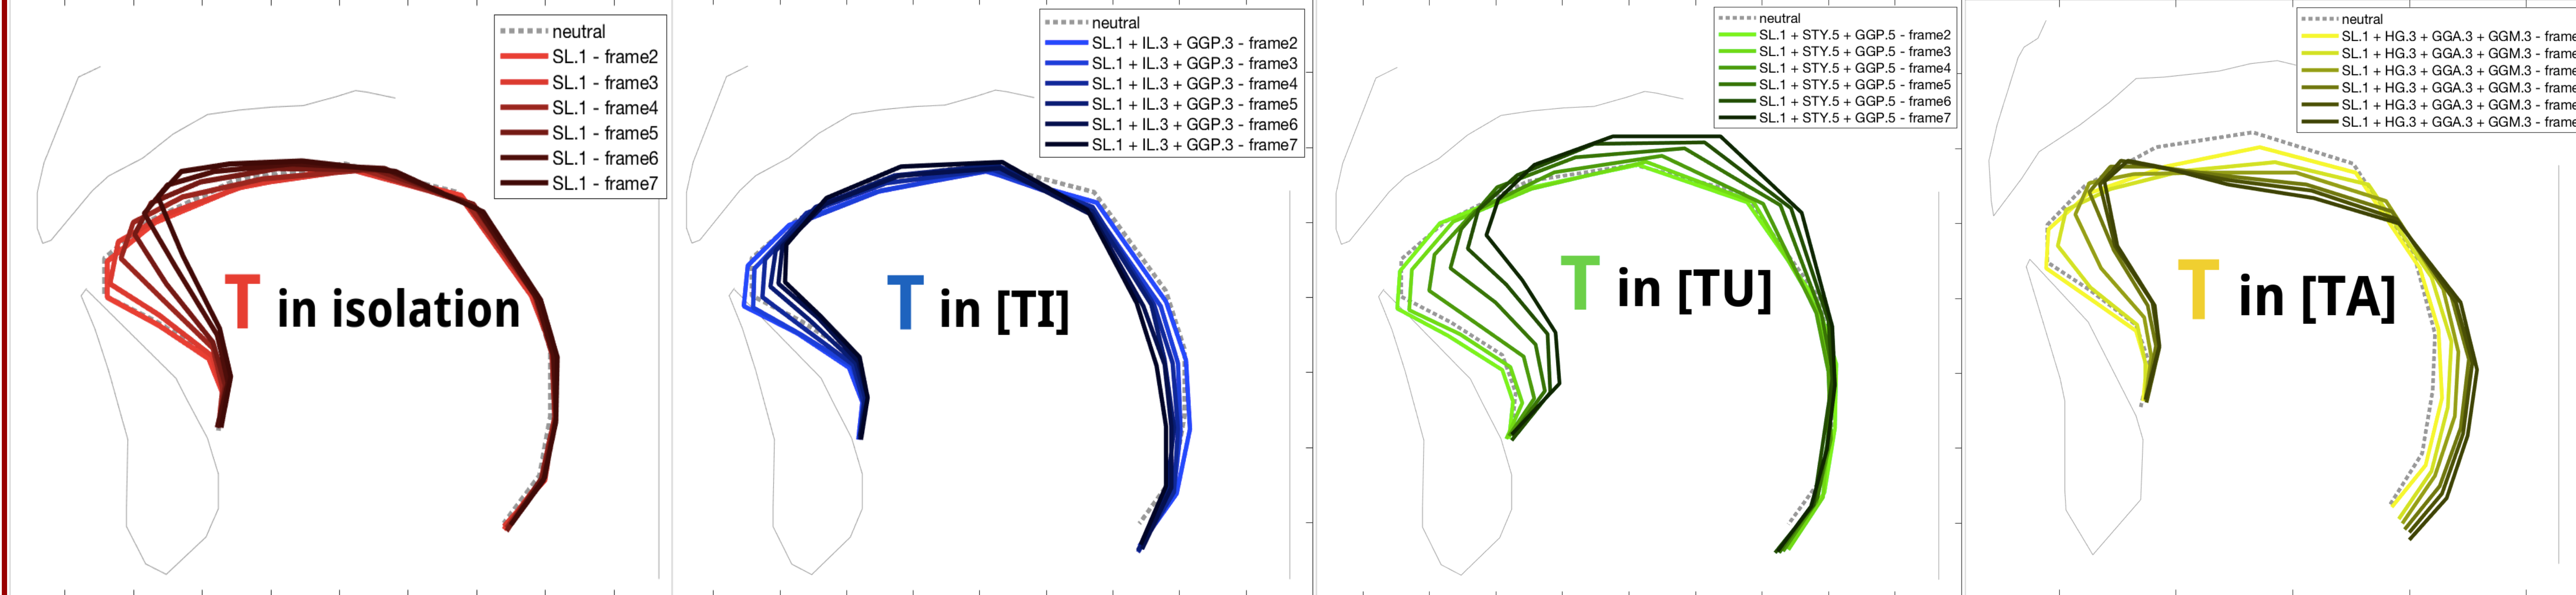 neutral
SL.1 - frame2
SL.1 - frame3
SL.1 - frame4
SL.1 - frame5
SL.1 - frame6
SL.1 - frame7
T in isolation
neutral
SL.1 + IL.3 + GGP.3 - frame2
SL.1 + IL.3 + GGP.3 - frame3
SL.1 + IL.3 + GGP.3 - frame4
SL.1 + IL.3 + GGP.3 - frame5
SL.1 + IL.3 + GGP.3 - frame6
SL.1 + IL.3 + GGP.3 - frame7
T in [TI]
neutral
SL.1 + STY.5 + GGP.5 - frame2
SL.1 + STY.5 + GGP.5 - frame3
SL.1 + STY.5 + GGP.5 - frame4
SL.1 + STY.5 + GGP.5 - frame5
SL.1 + STY.5 + GGP.5 - frame6
SL.1 + STY.5 + GGP.5 - frame7
T in [TU]
neutral
SL.1 + HG.3 + GGA.3 + GGM.3 - frame
SL.1 + HG.3 + GGA.3 + GGM.3 - frame
SL.1 + HG.3 + GGA.3 + GGM.3 - frame
SL.1 + HG.3 + GGA.3 + GGM.3 - frame
SL.1 + HG.3 + GGA.3 + GGM.3 - frame
SL.1 + HG.3 + GGA.3 + GGM.3 - frame
T in [TA]